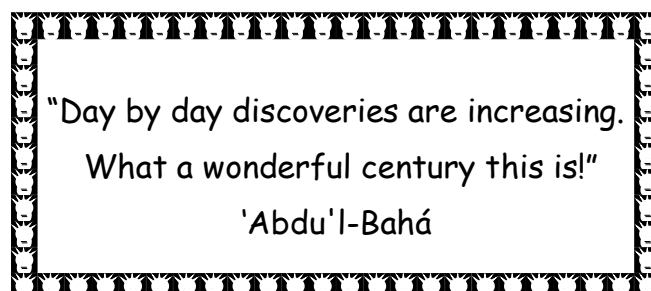 “Day by day discoveries are increasing.
What a wonderful century this is!”
‘Abdu'l-Bahá